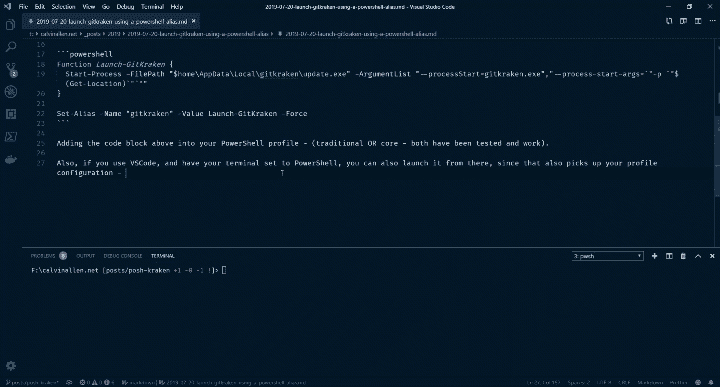 File Edit Selection View Go Debug Terminal Help
2019-07-20-launch-gitkraken-using-a-powershell-alias.md - Visual Studio Code
2019-07-20-launch-gitkraken-using-a-powershell-alias.md ×
calvinallen.net > _posts > 2019 > 2019-07-20-launch-gitkraken-using-a-powershell-alias > 2019-07-20-launch-gitkraken-using-a-powershell-alias.md
16
17 ```powershell
18 Function Launch-GitKraken {
19 Start-Process -FilePath "$home\AppData\Local\gitkraken\update.exe" -ArgumentList "--processStart=gitkraken.exe","--process-start-args=`"-p `"$
(Get-Location)`"`""
20 }
21
22 Set-Alias -Name "gitkraken" -Value Launch-GitKraken -Force
23 ```
24
25 Adding the code block above into your PowerShell profile - (traditional OR core - both have been tested and work).
26
27 Also, if you use VSCode, and have your terminal set to PowerShell, you can also launch it from there, since that also picks up your profile
configuration -
PROBLEMS OUTPUT DEBUG CONSOLE TERMINAL
3: pwsh
F:\calvinallen.net [posts/posh-kraken +1 ~0 -1 !]>